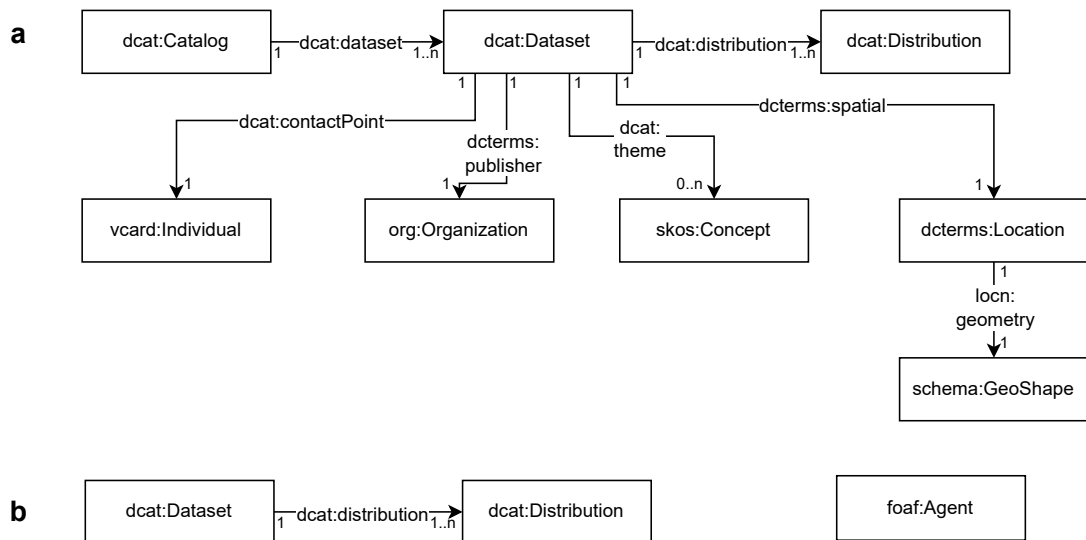 a
dcat:Catalog
1
dcat:dataset
1..n
dcat:Dataset
1
dcat:distribution
1..n
dcat:Distribution
1
1
1
1
dcat:contactPoint
1
dcterms:
publisher
1
dcat:
theme
0..n
dcterms:spatial
1
vcard:Individual
org:Organization
skos:Concept
dcterms:Location
1
locn:
geometry
1
schema:GeoShape
b
dcat:Dataset
1
dcat:distribution
1..n
dcat:Distribution
foaf:Agent